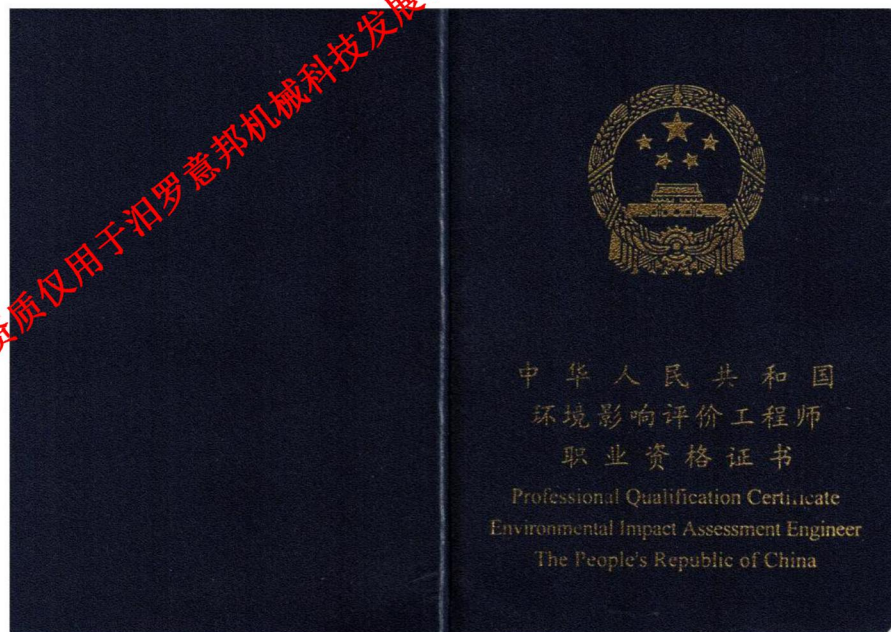 资质仅用于汨罗意邦机械科技发展
中华人民共和国
环境影响评价工程师
职业资格证书
Professional Qualification Certificate
Environmental Impact Assessment Engineer
The People's Republic of China